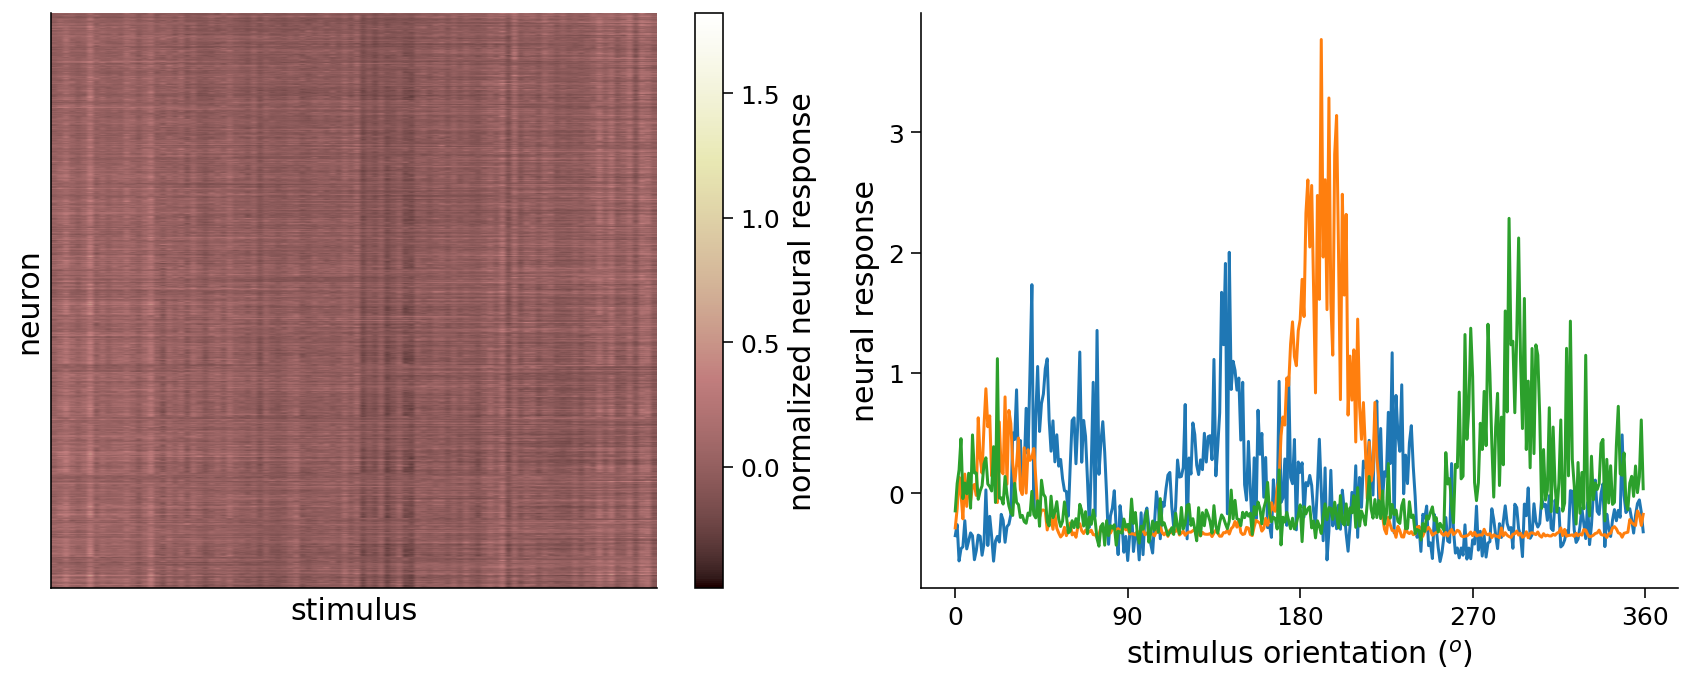 neuron
stimulus
1.5
1.0
0.5
0.0
normalized neural response
neural response
3
2
1
0
0 90 180 270 360
stimulus orientation (°)